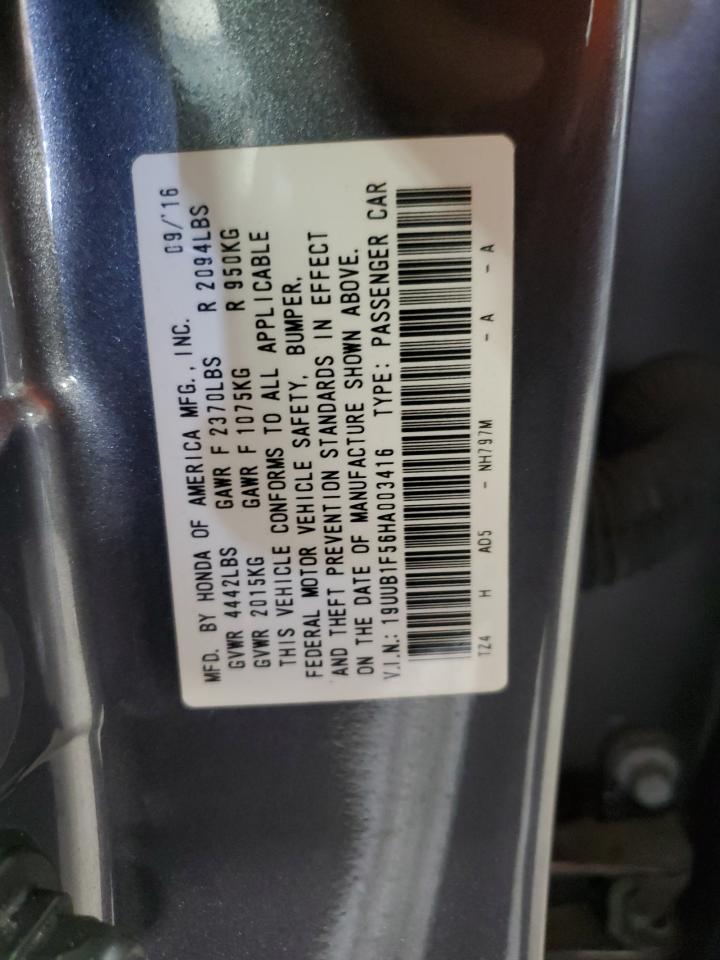 MFD. BY HONDA OF AMERICA MFG., INC. 09/'16
GVWR 4442LBS GAWR F 2370LBS R 2094LBS
GVWR 2015KG GAWR F 1075KG R 950KG
THIS VEHICLE CONFORMS TO ALL APPLICABLE
FEDERAL MOTOR VEHICLE SAFETY, BUMPER,
AND THEFT PREVENTION STANDARDS IN EFFECT
ON THE DATE OF MANUFACTURE SHOWN ABOVE.
V.I.N.: 19UUB1F56HA003416 TYPE: PASSENGER CAR
TZ4 H AD5 - NH797M - A - A